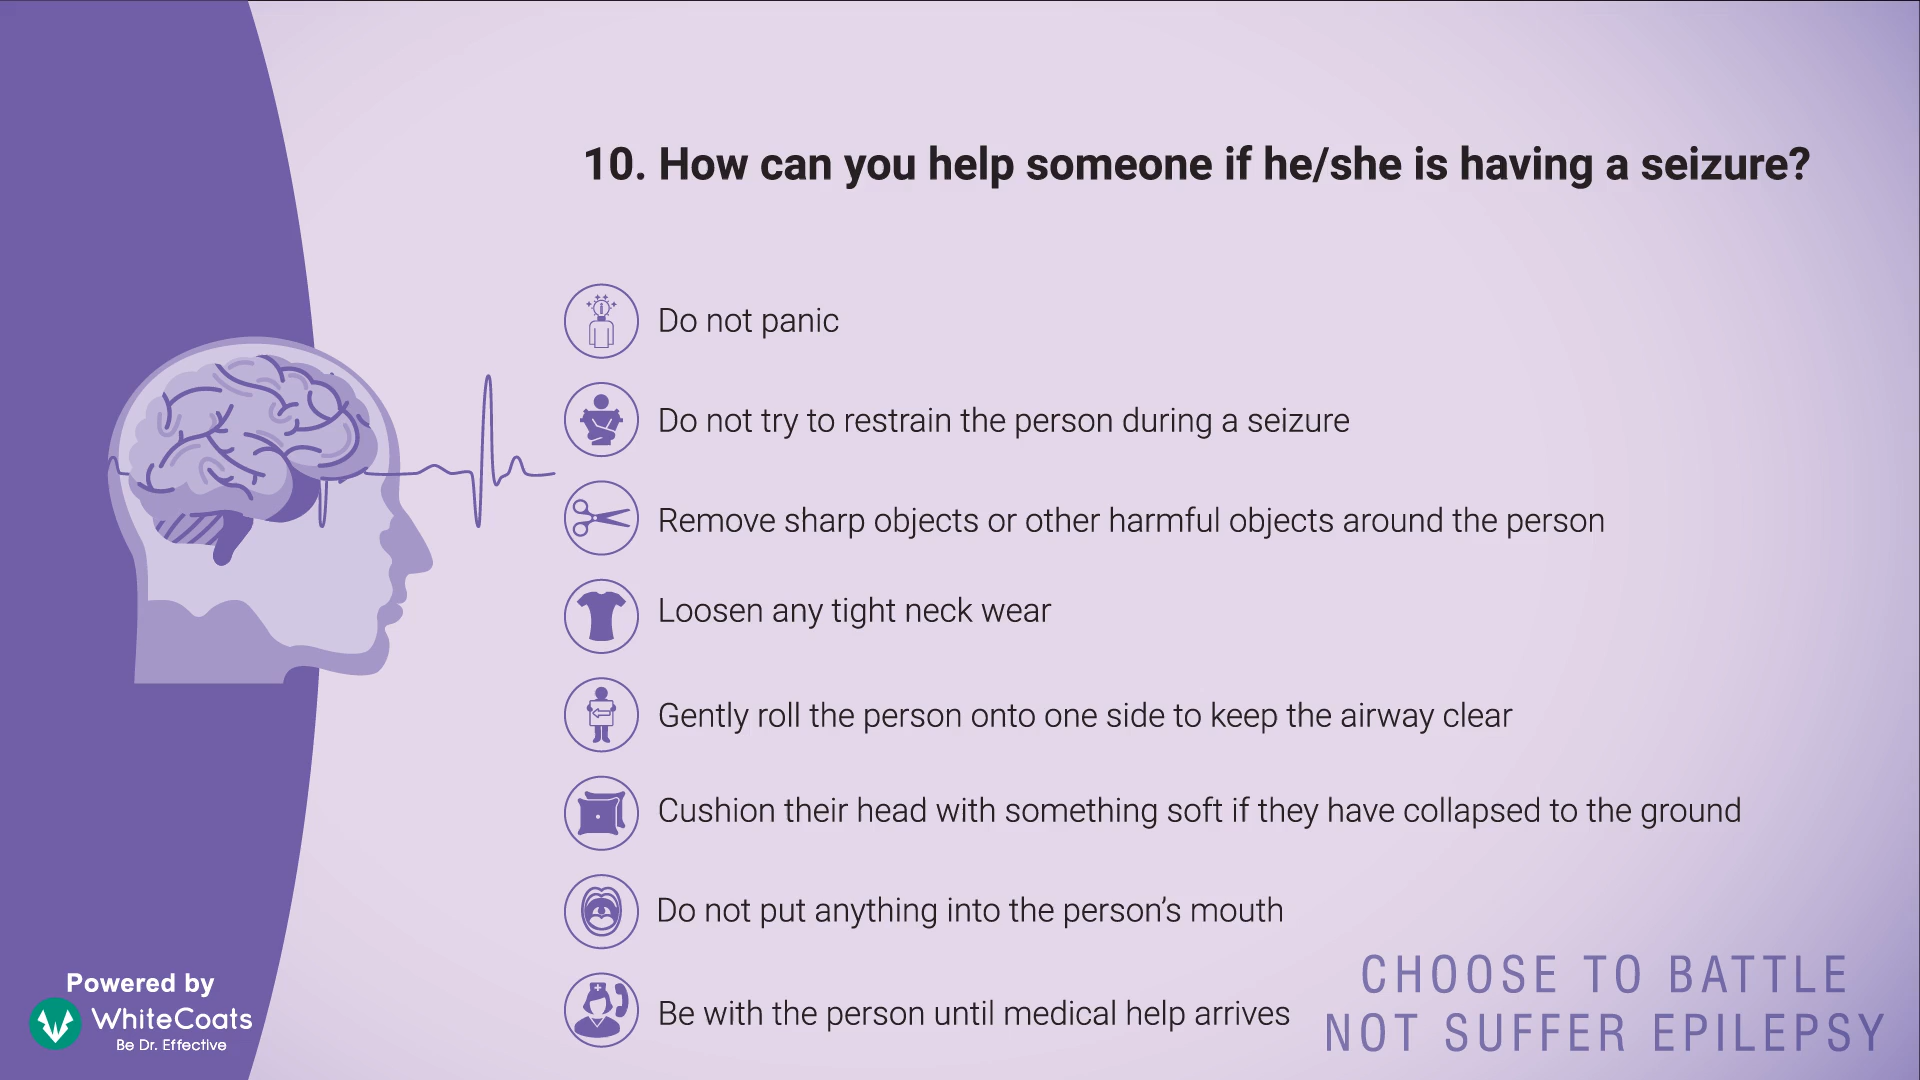 10. How can you help someone if he/she is having a seizure?
Do not panic
Do not try to restrain the person during a seizure
Remove sharp objects or other harmful objects around the person
Loosen any tight neck wear
Gently roll the person onto one side to keep the airway clear
Cushion their head with something soft if they have collapsed to the ground
Do not put anything into the person’s mouth
Be with the person until medical help arrives
CHOOSE TO BATTLE
NOT SUFFER EPILEPSY
Powered by
WhiteCoats
Be Dr. Effective